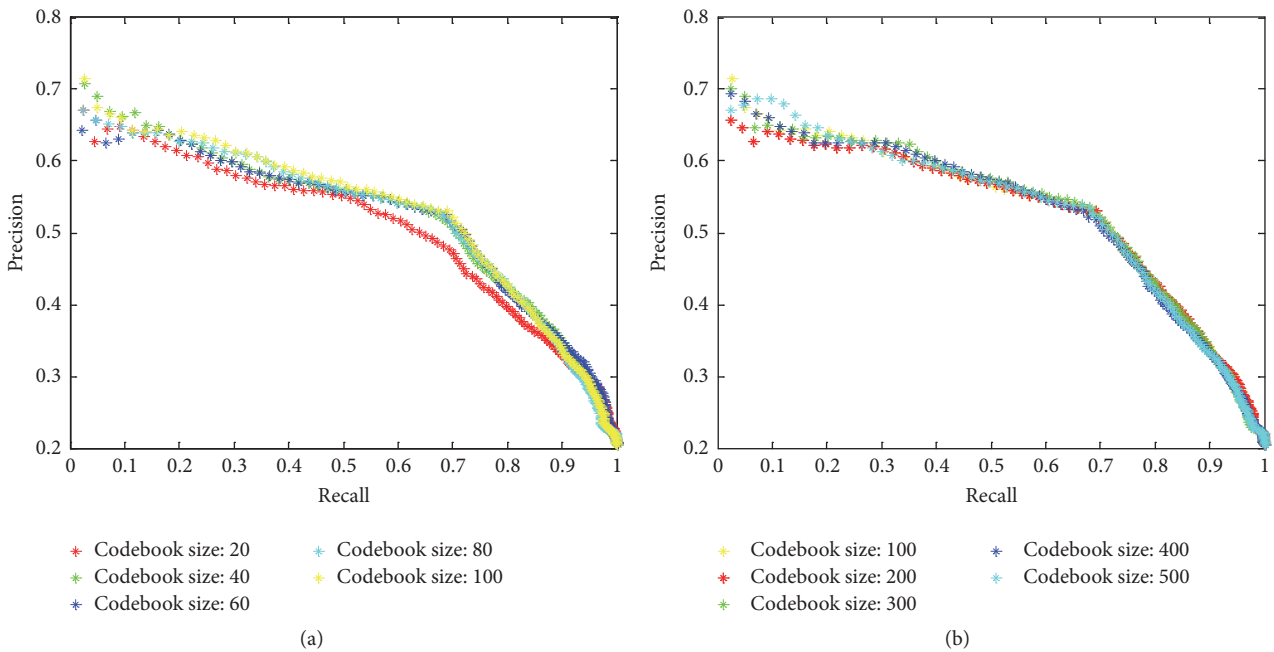 0.8
0.7
0.6
0.5
0.4
0.3
0.2
Precision
0 0.1 0.2 0.3 0.4 0.5 0.6 0.7 0.8 0.9 1
Recall
Codebook size: 20
Codebook size: 40
Codebook size: 60
Codebook size: 80
Codebook size: 100
(a)
0.8
0.7
0.6
0.5
0.4
0.3
0.2
Precision
0 0.1 0.2 0.3 0.4 0.5 0.6 0.7 0.8 0.9 1
Recall
Codebook size: 100
Codebook size: 200
Codebook size: 300
Codebook size: 400
Codebook size: 500
(b)